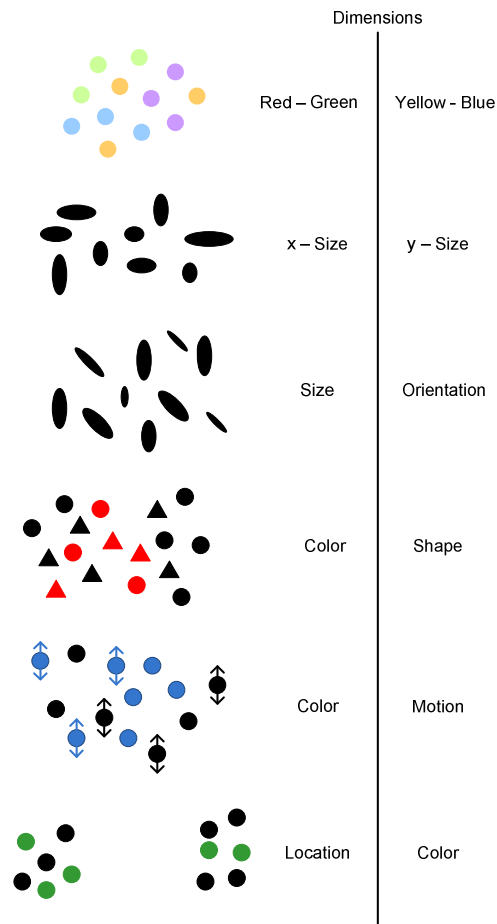 Dimensions
Red – Green Yellow - Blue
x – Size y – Size
Size Orientation
Color Shape
Color Motion
Location Color